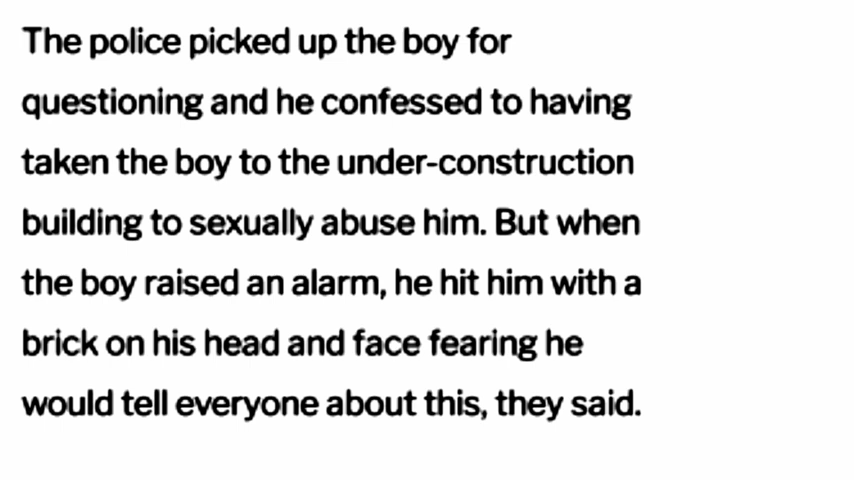 The police picked up the boy for
questioning and he confessed to having
taken the boy to the under-construction
building to sexually abuse him. But when
the boy raised an alarm, he hit him with a
brick on his head and face fearing he
would tell everyone about this, they said.